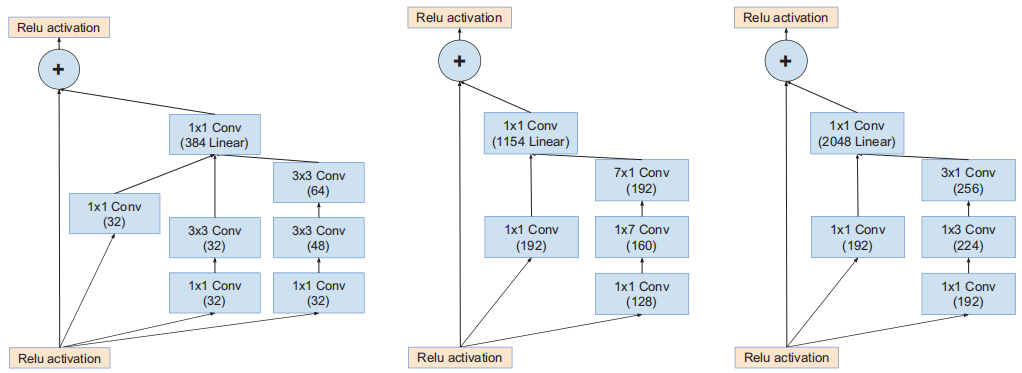 Relu activation
+
1x1 Conv
(384 Linear)
3x3 Conv
(64)
1x1 Conv
(32)
3x3 Conv
(32)
3x3 Conv
(48)
1x1 Conv
(32)
1x1 Conv
(32)
Relu activation
Relu activation
+
1x1 Conv
(1154 Linear)
7x1 Conv
(192)
1x1 Conv
(192)
1x7 Conv
(160)
1x1 Conv
(128)
Relu activation
Relu activation
+
1x1 Conv
(2048 Linear)
3x1 Conv
(256)
1x1 Conv
(192)
1x3 Conv
(224)
1x1 Conv
(192)
Relu activation